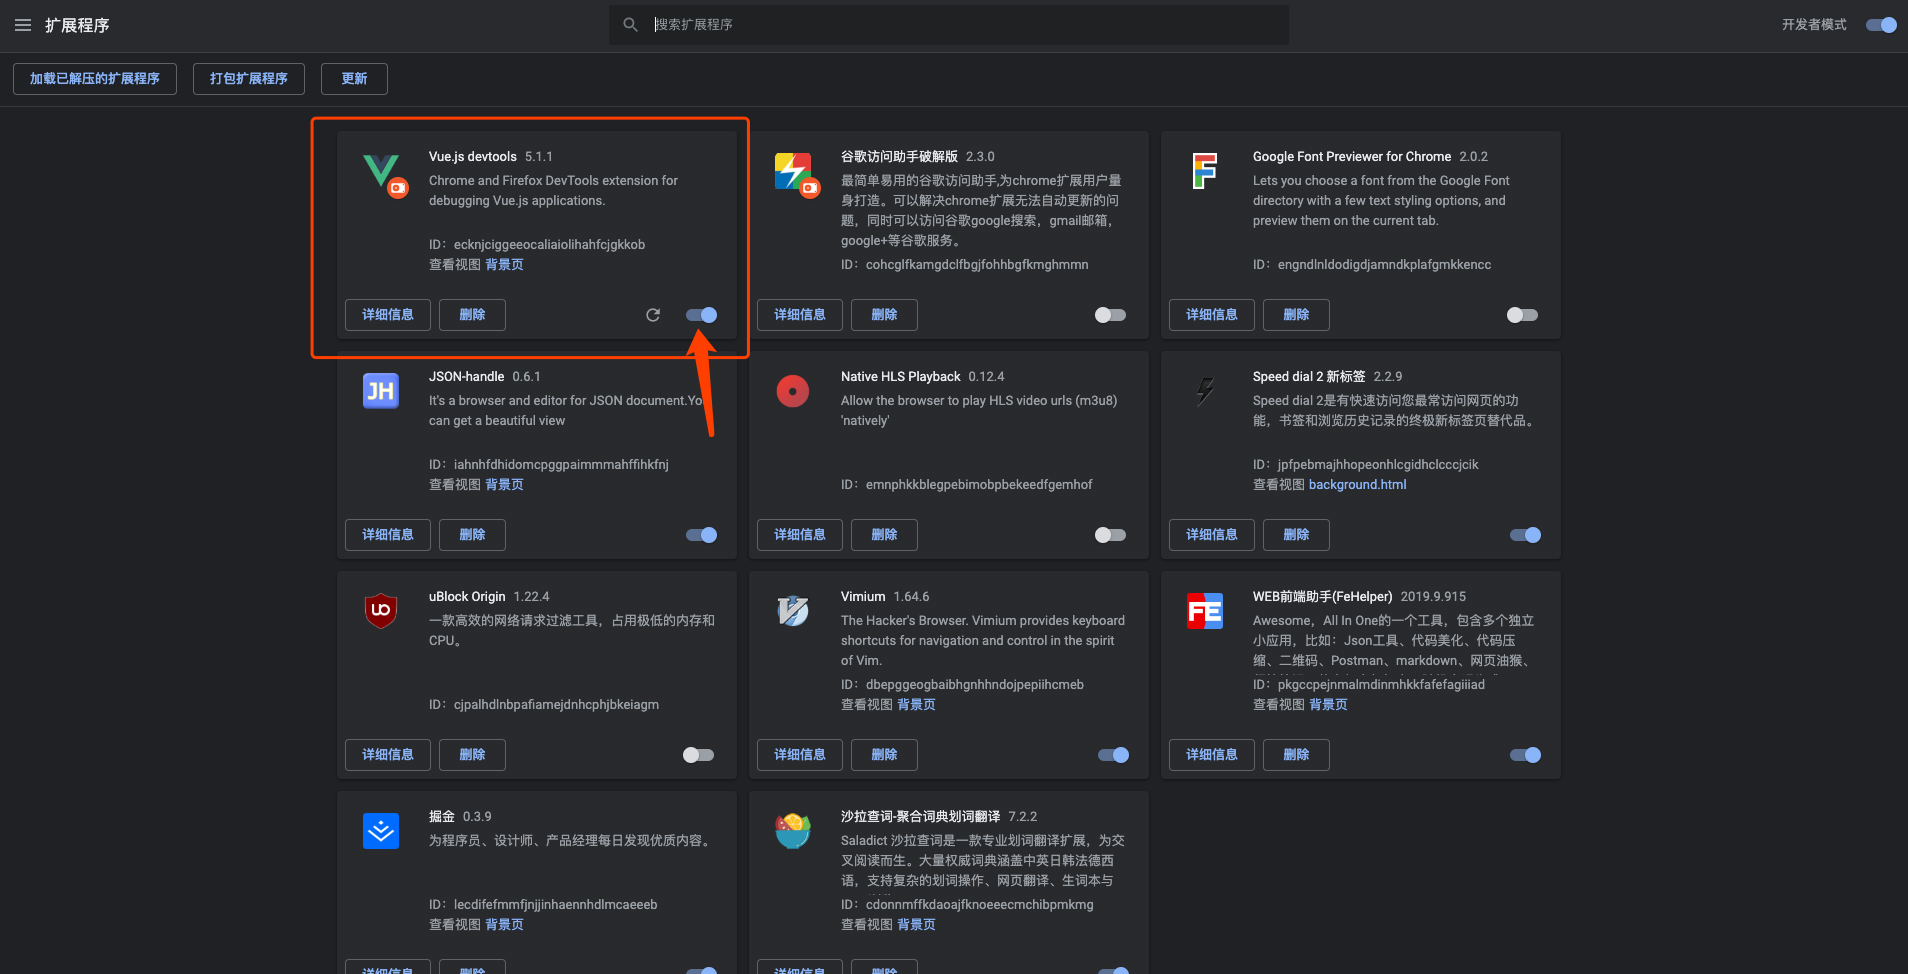 扩展程序
搜索扩展程序
开发者模式
加载已解压的扩展程序
打包扩展程序
更新
Vue.js devtools 5.1.1
Chrome and Firefox DevTools extension for
debugging Vue.js applications.
ID：ecknjciggeeocaliaiolihahfcjgkkob
查看视图 背景页
详细信息
删除
谷歌访问助手破解版 2.3.0
最简单易用的谷歌访问助手,为chrome扩展用户量
身打造。可以解决chrome扩展无法自动更新的问
题，同时可以访问谷歌google搜索，gmail邮箱，
google+等谷歌服务。
ID：cohcglfkamgdclfbgjfohhbgfkmghmmn
详细信息
删除
Google Font Previewer for Chrome 2.0.2
Lets you choose a font from the Google Font
directory with a few text styling options, and
preview them on the current tab.
ID：engndlnldodigdjamndkplafgmkkencc
详细信息
删除
JH
JSON-handle 0.6.1
It's a browser and editor for JSON document.Yo
can get a beautiful view
ID：iahnhfdhidomcpggpaimmmahffihkfnj
查看视图 背景页
详细信息
删除
Native HLS Playback 0.12.4
Allow the browser to play HLS video urls (m3u8)
'natively'
ID：emnphkkblegpebimobpbekeedfgemhof
详细信息
删除
Speed dial 2 新标签 2.2.9
Speed dial 2是有快速访问您最常访问网页的功
能，书签和浏览历史记录的终极新标签页替代品。
ID：jpfpebmajhhopeonhlcgidhclcccjcik
查看视图 background.html
详细信息
删除
uBlock Origin 1.22.4
一款高效的网络请求过滤工具，占用极低的内存和
CPU。
ID：cjpalhdlnbpafiamejdnhcphjbkeiagm
详细信息
删除
Vimium 1.64.6
The Hacker's Browser. Vimium provides keyboard
shortcuts for navigation and control in the spirit
of Vim.
ID：dbepggeogbaibhgnhhndojpepiihcmeb
查看视图 背景页
详细信息
删除
FE
WEB前端助手(FeHelper) 2019.9.915
Awesome，All In One的一个工具，包含多个独立
小应用，比如：Json工具、代码美化、代码压
缩、二维码、Postman、markdown、网页油猴、
ID：pkgccpejnmalmdinmhkkfafefagiiiad
查看视图 背景页
详细信息
删除
掘金 0.3.9
为程序员、设计师、产品经理每日发现优质内容。
ID：lecdifefmmfjnjjinhaennhdlmcaeeeb
查看视图 背景页
详细信息
删除
沙拉查词-聚合词典划词翻译 7.2.2
Saladict 沙拉查词是一款专业划词翻译扩展，为交
叉阅读而生。大量权威词典涵盖中英日韩法德西
语，支持复杂的划词操作、网页翻译、生词本与
ID：cdonnmffkdaoajfknoeeecmchibpmkmg
查看视图 背景页
详细信息
删除